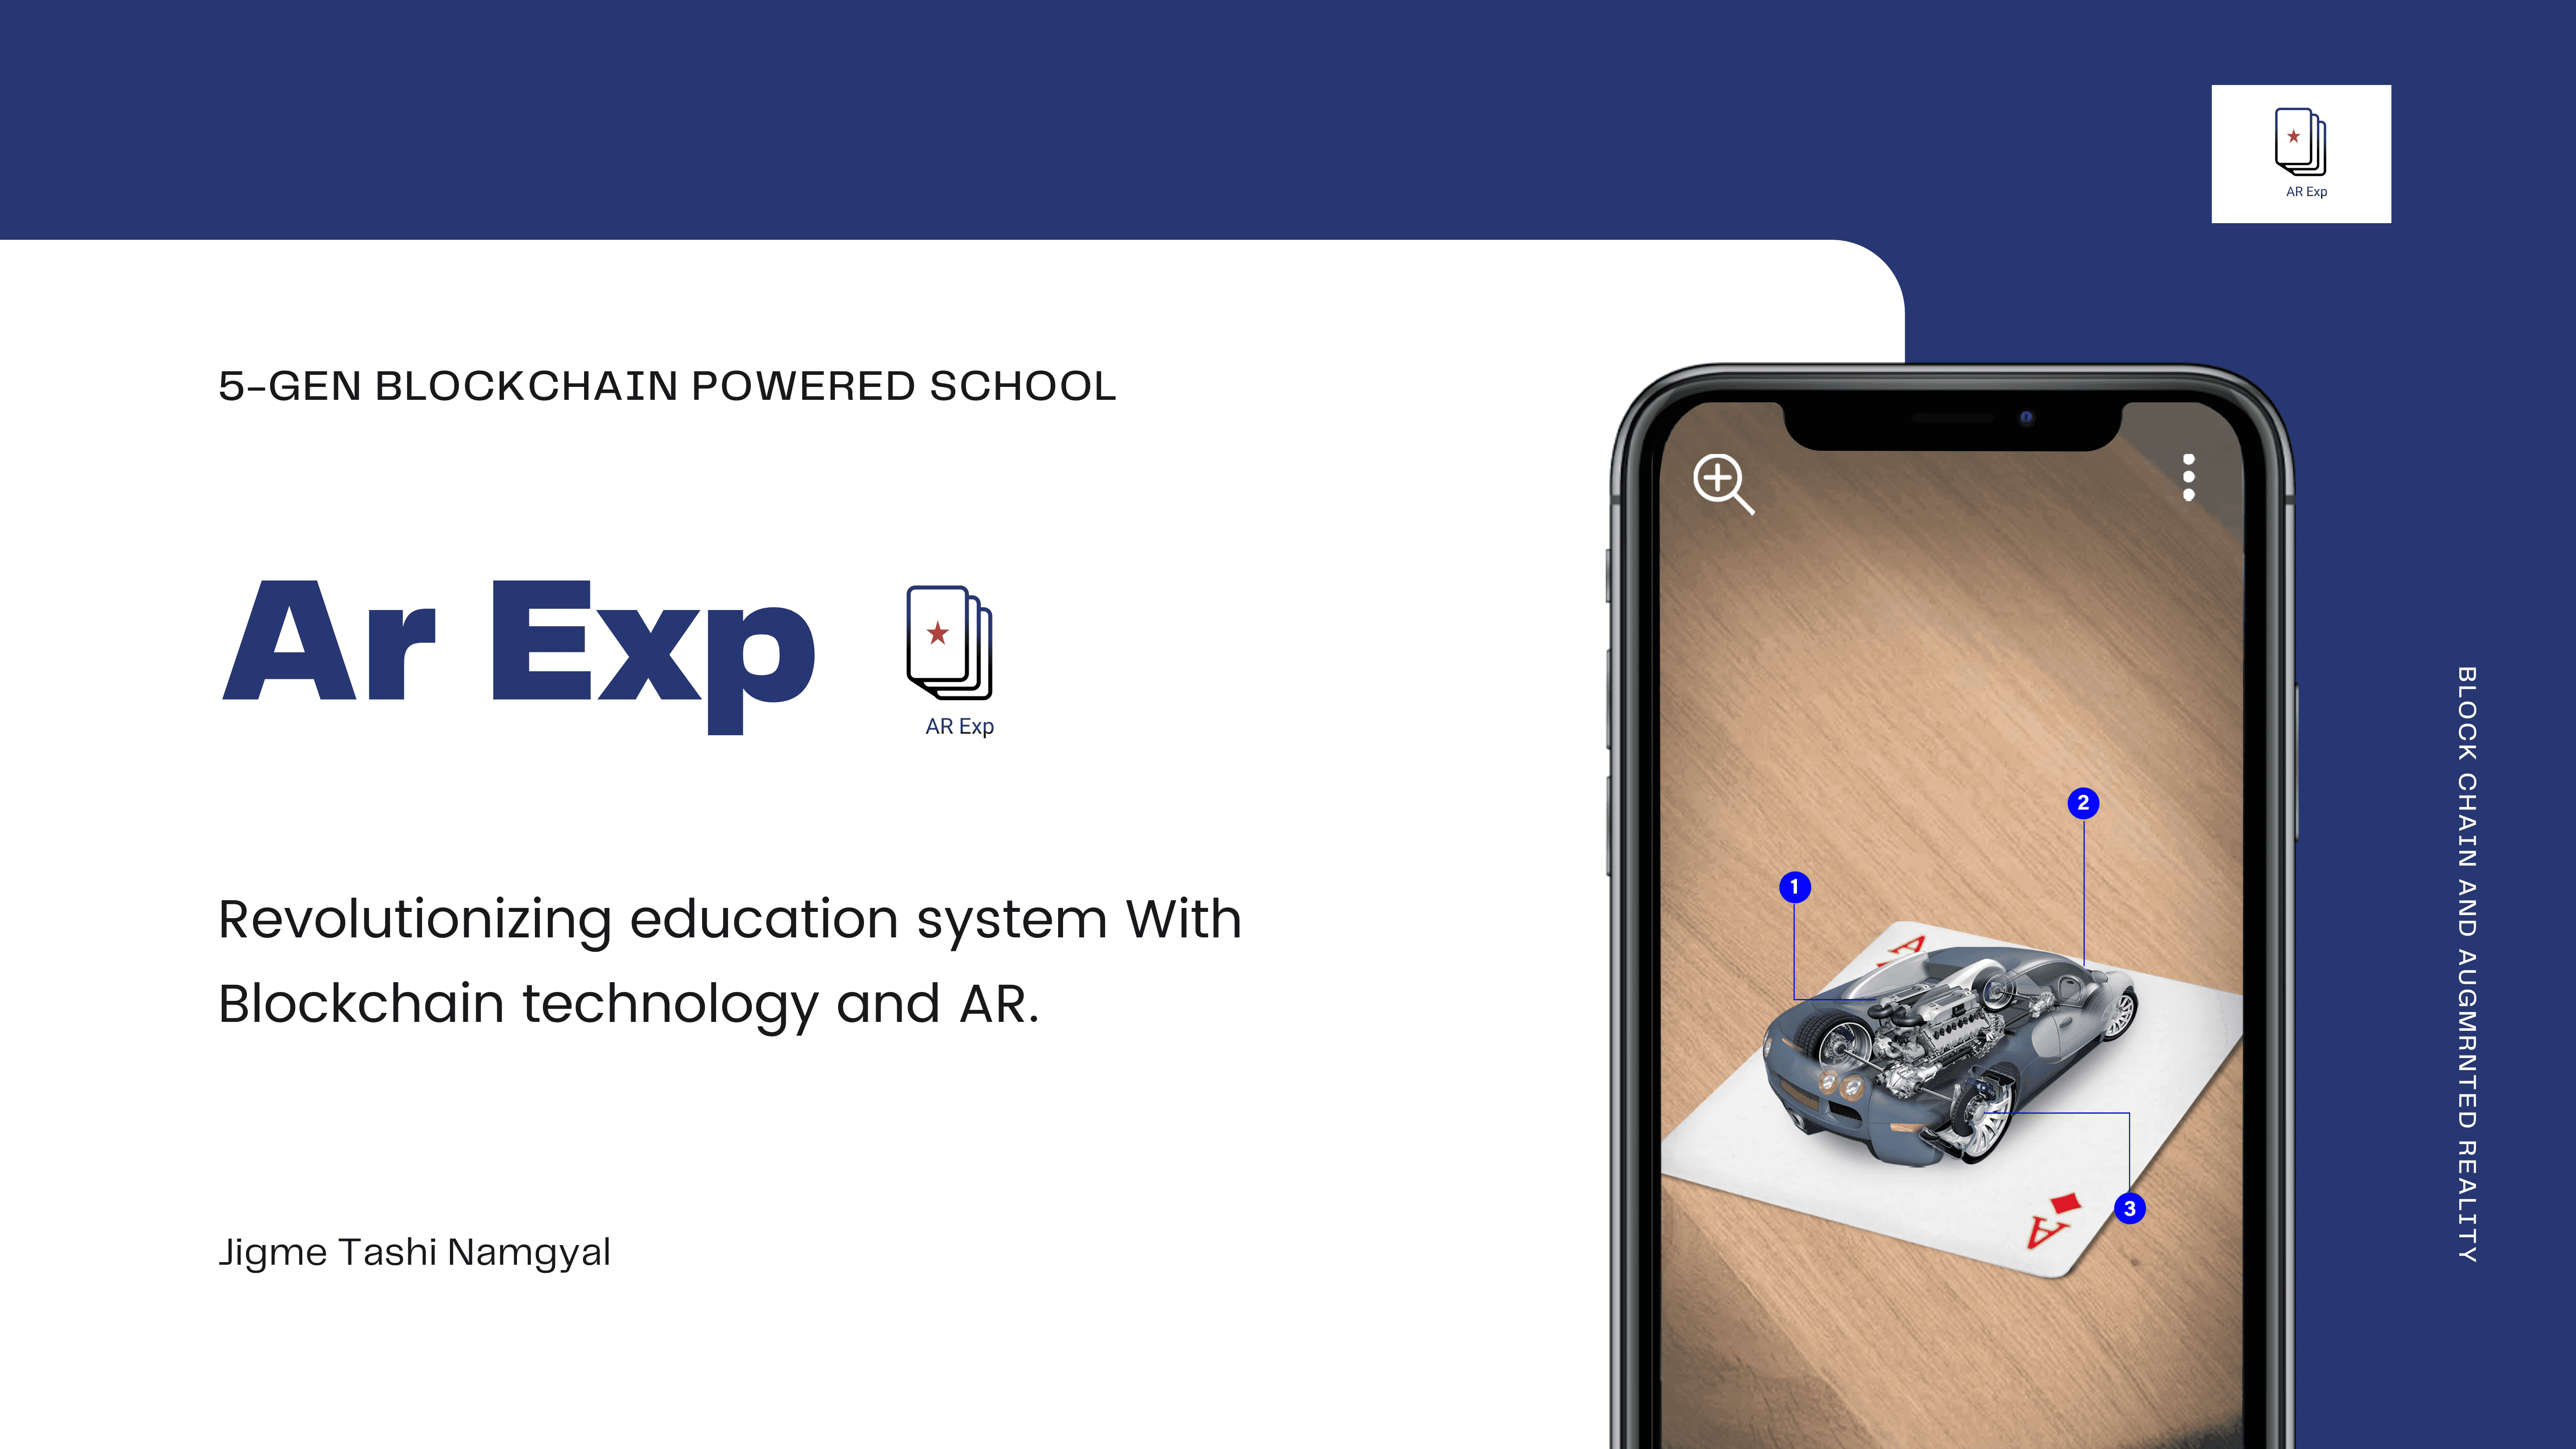 AR Exp
5-GEN BLOCKCHAIN POWERED SCHOOL
Ar Exp
AR Exp
Revolutionizing education system With
Blockchain technology and AR.
Jigme Tashi Namgyal
1
2
3
A
A
BLOCK CHAIN AND AUGMRNTED REALITY